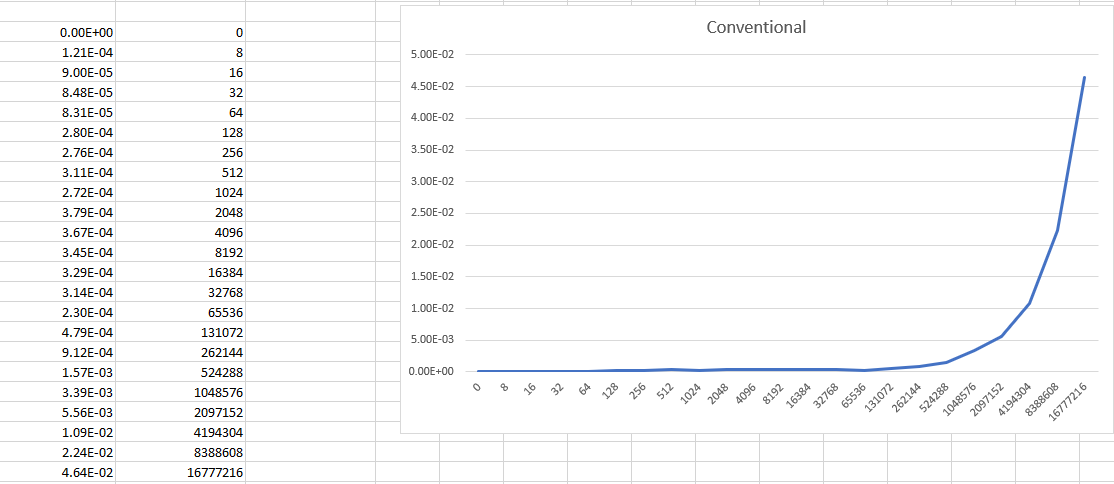 0.00E+00 0
1.21E-04 8
9.00E-05 16
8.48E-05 32
8.31E-05 64
2.80E-04 128
2.76E-04 256
3.11E-04 512
2.72E-04 1024
3.79E-04 2048
3.67E-04 4096
3.45E-04 8192
3.29E-04 16384
3.14E-04 32768
2.30E-04 65536
4.79E-04 131072
9.12E-04 262144
1.57E-03 524288
3.39E-03 1048576
5.56E-03 2097152
1.09E-02 4194304
2.24E-02 8388608
4.64E-02 16777216
Conventional
5.00E-02
4.50E-02
4.00E-02
3.50E-02
3.00E-02
2.50E-02
2.00E-02
1.50E-02
1.00E-02
5.00E-03
0.00E+00
0 8 16 32 64 128 256 512 1024 2048 4096 8192 16384 32768 65536 131072 262144 524288 1048576 2097152 4194304 8388608 16777216